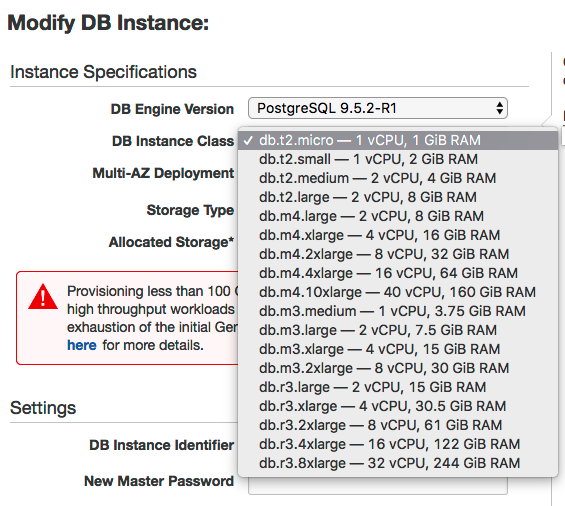 Modify DB Instance:
Instance Specifications
DB Engine Version PostgreSQL 9.5.2-R1
DB Instance Class ✓ db.t2.micro — 1 vCPU, 1 GiB RAM
db.t2.small — 1 vCPU, 2 GiB RAM
Multi-AZ Deployment db.t2.medium — 2 vCPU, 4 GiB RAM
db.t2.large — 2 vCPU, 8 GiB RAM
Storage Type db.m4.large — 2 vCPU, 8 GiB RAM
db.m4.xlarge — 4 vCPU, 16 GiB RAM
Allocated Storage* db.m4.2xlarge — 8 vCPU, 32 GiB RAM
db.m4.4xlarge — 16 vCPU, 64 GiB RAM
Provisioning less than 100 db.m4.10xlarge — 40 vCPU, 160 GiB RAM
high throughput workloads db.m3.medium — 1 vCPU, 3.75 GiB RAM
exhaustion of the initial db.m3.large — 2 vCPU, 7.5 GiB RAM
here for more details. db.m3.xlarge — 4 vCPU, 15 GiB RAM
db.m3.2xlarge — 8 vCPU, 30 GiB RAM
db.r3.large — 2 vCPU, 15 GiB RAM
Settings db.r3.xlarge — 4 vCPU, 30.5 GiB RAM
db.r3.2xlarge — 8 vCPU, 61 GiB RAM
DB Instance Identifier db.r3.4xlarge — 16 vCPU, 122 GiB RAM
db.r3.8xlarge — 32 vCPU, 244 GiB RAM
New Master Password